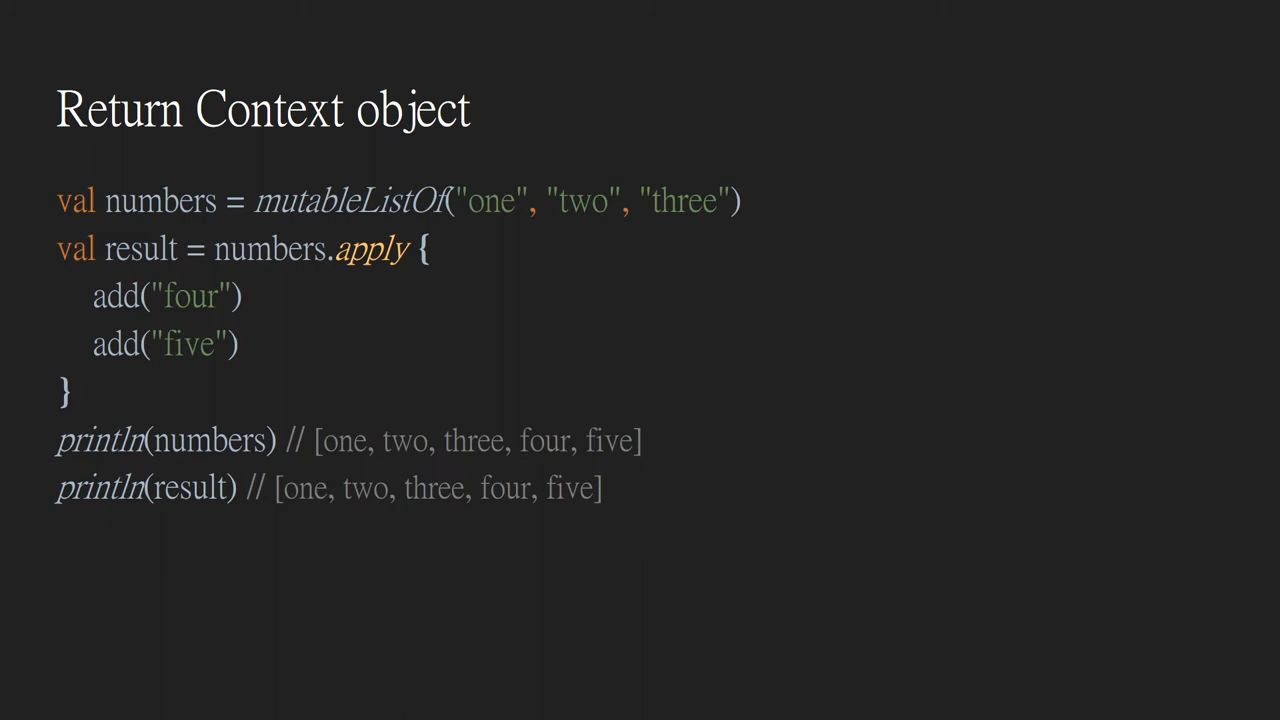 Return Context object
val numbers = mutableListOf("one", "two", "three")
val result = numbers.apply {
add("four")
add("five")
}
println(numbers) // [one, two, three, four, five]
println(result) // [one, two, three, four, five]